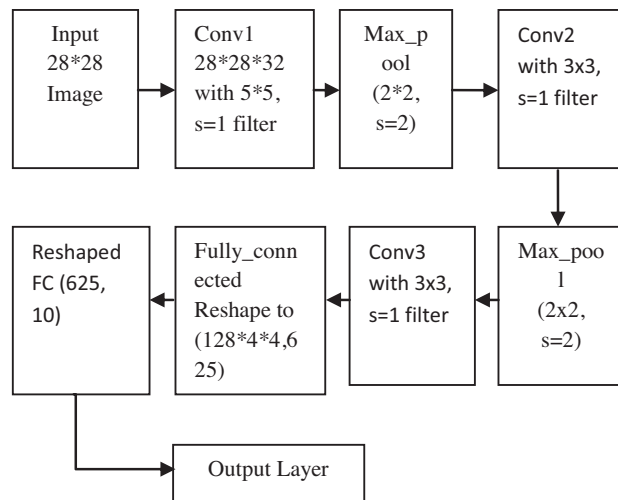 Input
28*28
Image
Conv1
28*28*32
with 5*5,
s=1 filter
Max_p
ool
(2*2,
s=2)
Conv2
with 3x3,
s=1 filter
Max_poo
l
(2x2,
s=2)
Conv3
with 3x3,
s=1 filter
Fully_conn
ected
Reshape to
(128*4*4,6
25)
Reshaped
FC (625,
10)
Output Layer